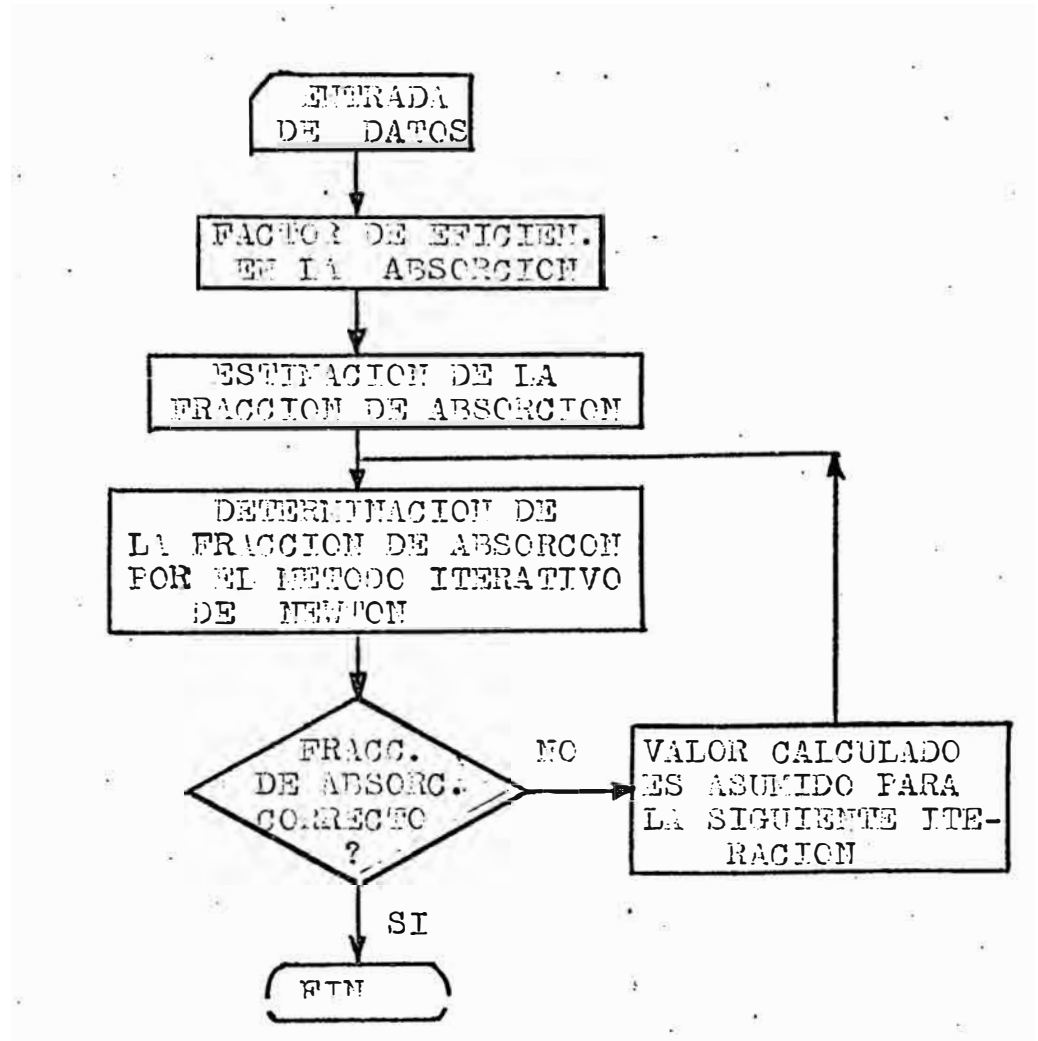 ENTRADA
DE DATOS
FACTOR DE EFICIEN.
EN LA ABSORCION
ESTIMACION DE LA
FRACCION DE ABSORCION
DETERMINACION DE
LA FRACCION DE ABSORCON
POR EL METODO ITERATIVO
DE NEWTON
FRACC.
DE ABSORC.
CORRECTO
?
NO
VALOR CALCULADO
ES ASUMIDO PARA
LA SIGUIENTE ITE-
RACION
SI
FIN